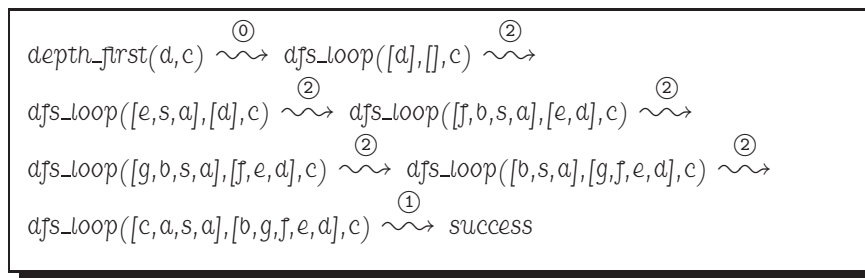 depth_first(d,c) ⓪⤳ dfs_loop([d],[],c) ②⤳
dfs_loop([e,s,a],[d],c) ②⤳ dfs_loop([f,b,s,a],[e,d],c) ②⤳
dfs_loop([g,b,s,a],[f,e,d],c) ②⤳ dfs_loop([b,s,a],[g,f,e,d],c) ②⤳
dfs_loop([c,a,s,a],[b,g,f,e,d],c) ①⤳ success